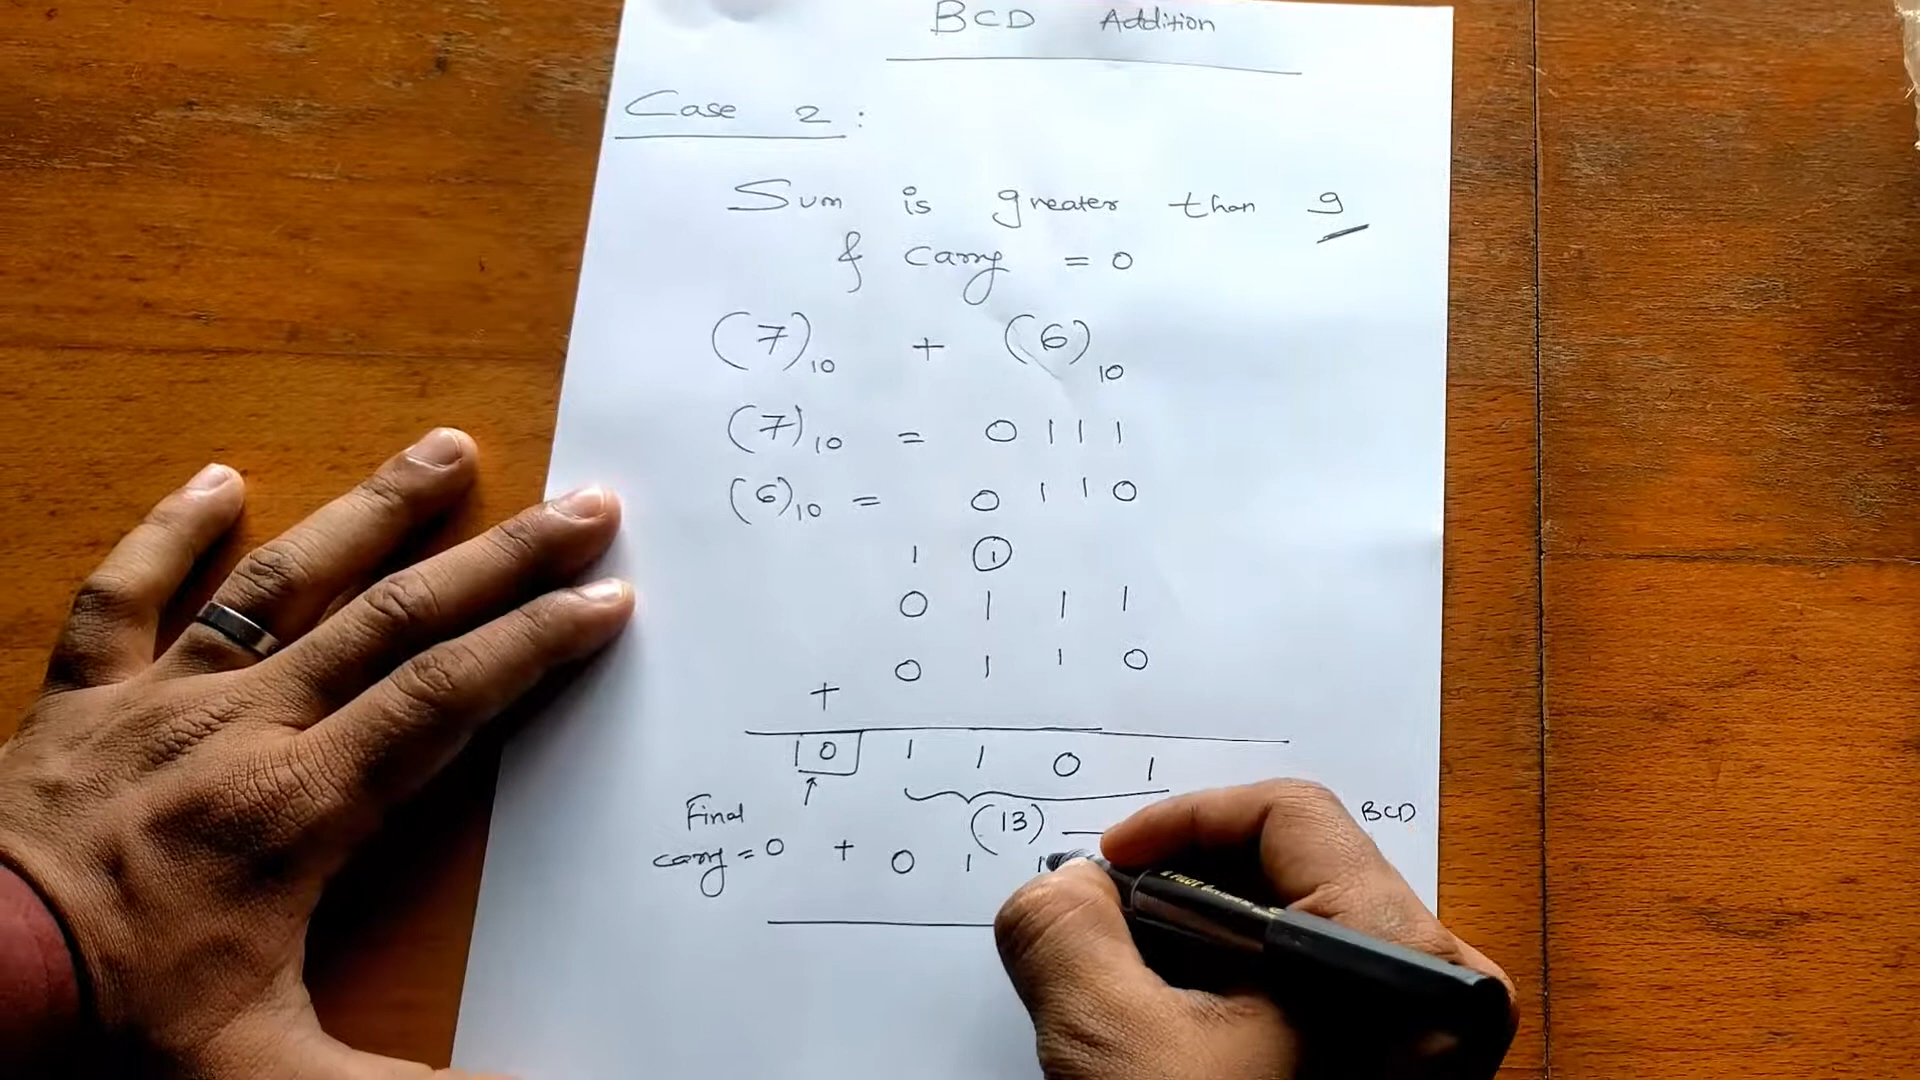 BCD Addition
Case 2 :
Sum is greater than 9
& carry = 0
(7)10 + (6)10
(7)10 = 0 1 1 1
(6)10 = 0 1 1 0
1 1
0 1 1 1
0 1 1 0
+
1 0 1 1 0 1
Final
(13)
BCD
carry = 0 + 0 1 1
PILOT